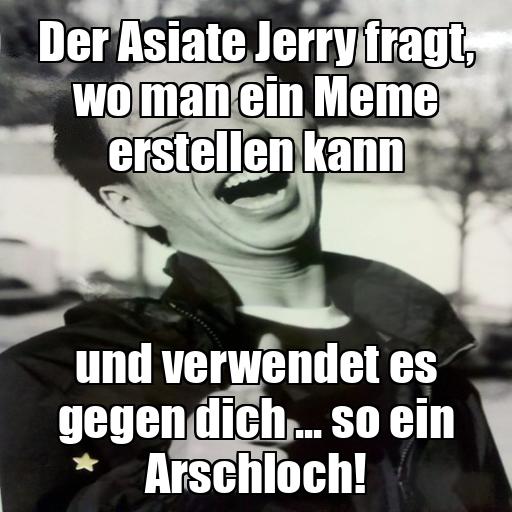 Der Asiate Jerry fragt,
wo man ein Meme
erstellen kann
und verwendet es
gegen dich ... so ein
Arschloch!